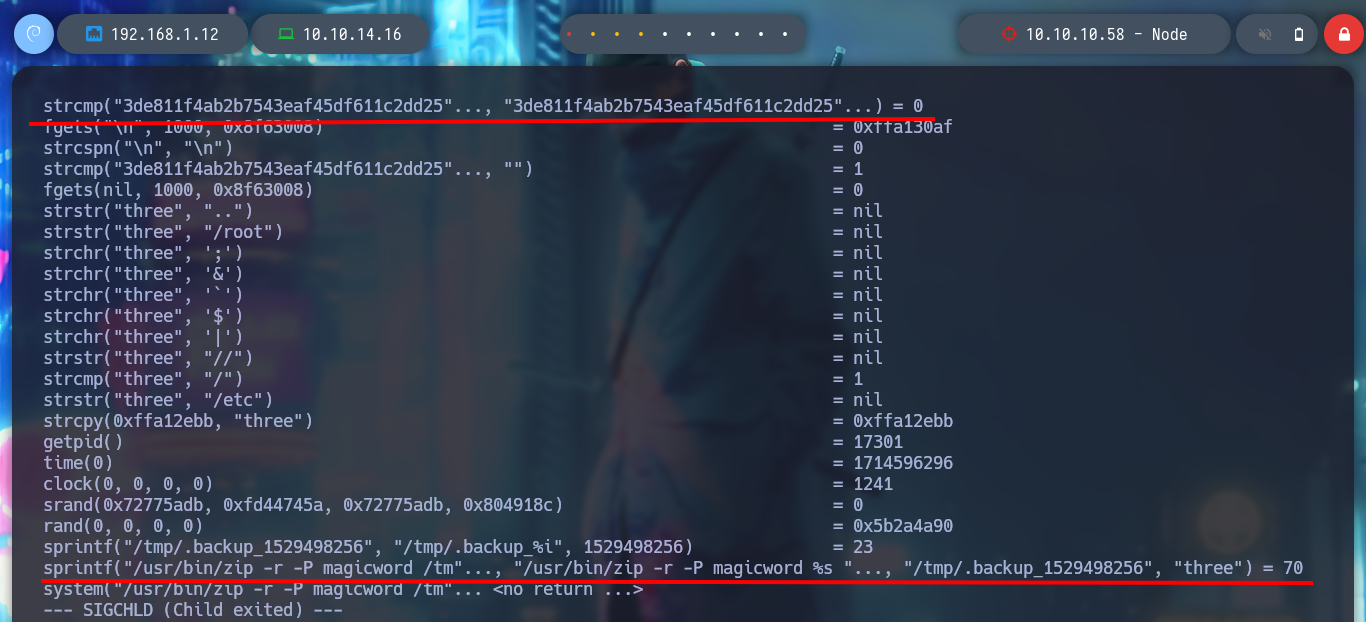 192.168.1.12 10.10.14.16 10.10.10.58 - Node
strcmp("3de811f4ab2b7543eaf45df611c2dd25"..., "3de811f4ab2b7543eaf45df611c2dd25"...) = 0
fgets("\n", 1000, 0x8f63008) = 0xffa130af
strcspn("\n", "\n") = 0
strcmp("3de811f4ab2b7543eaf45df611c2dd25"..., "") = 1
fgets(nil, 1000, 0x8f63008) = 0
strstr("three", "..") = nil
strstr("three", "/root") = nil
strchr("three", ';') = nil
strchr("three", '&') = nil
strchr("three", '`') = nil
strchr("three", '$') = nil
strchr("three", '|') = nil
strstr("three", "//") = nil
strcmp("three", "/") = 1
strstr("three", "/etc") = nil
strcpy(0xffa12ebb, "three") = 0xffa12ebb
getpid() = 17301
time(0) = 1714596296
clock(0, 0, 0, 0) = 1241
srand(0x72775adb, 0xfd44745a, 0x72775adb, 0x804918c) = 0
rand(0, 0, 0, 0) = 0x5b2a4a90
sprintf("/tmp/.backup_1529498256", "/tmp/.backup_%i", 1529498256) = 23
sprintf("/usr/bin/zip -r -P magicword /tm"..., "/usr/bin/zip -r -P magicword %s "..., "/tmp/.backup_1529498256", "three") = 70
system("/usr/bin/zip -r -P magicword /tm"... <no return ...>
--- SIGCHLD (Child exited) ---